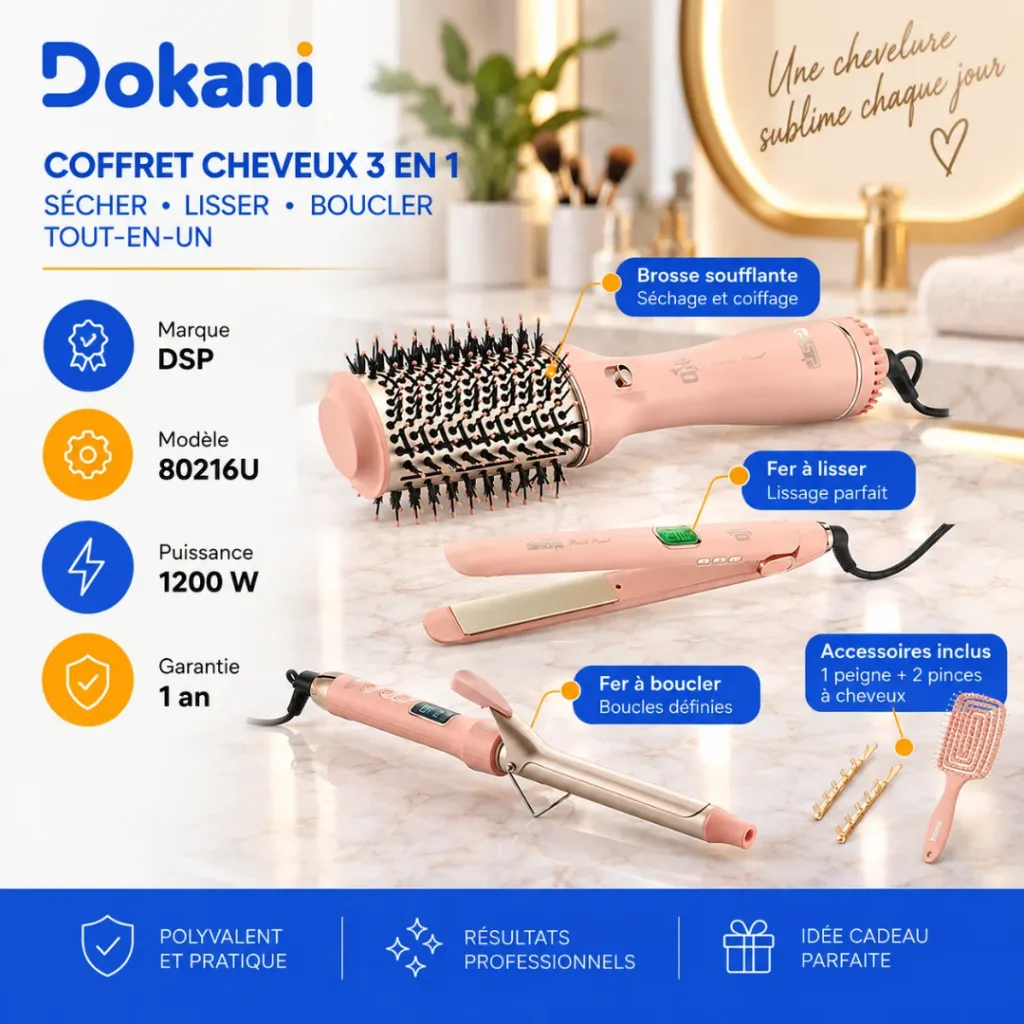 Dokani
COFFRET CHEVEUX 3 EN 1
SÉCHER • LISSER • BOUCLER
TOUT-EN-UN
Une chevelure
sublime chaque jour
Marque
DSP
Modèle
80216U
Puissance
1200 W
Garantie
1 an
Brosse soufflante
Séchage et coiffage
Fer à lisser
Lissage parfait
Fer à boucler
Boucles définies
Accessoires inclus
1 peigne + 2 pinces
à cheveux
POLYVALENT
ET PRATIQUE
RÉSULTATS
PROFESSIONNELS
IDÉE CADEAU
PARFAITE